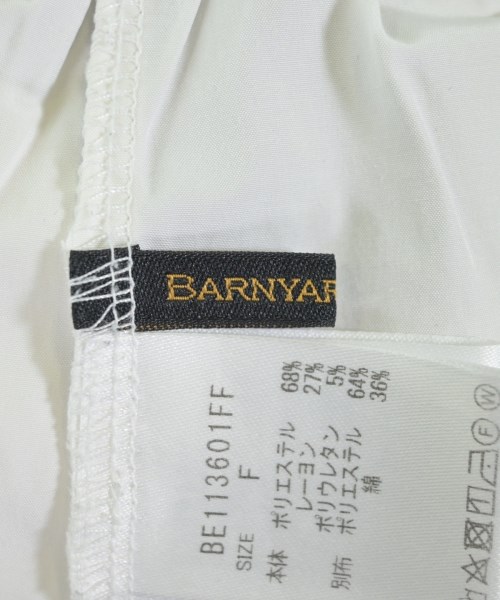 BARNYAR
BE113601FF
SIZE F
本体 ポリエステル 68%
レーヨン 27%
ポリウレタン 5%
別布 ポリエステル 64%
綿 36%
F
W